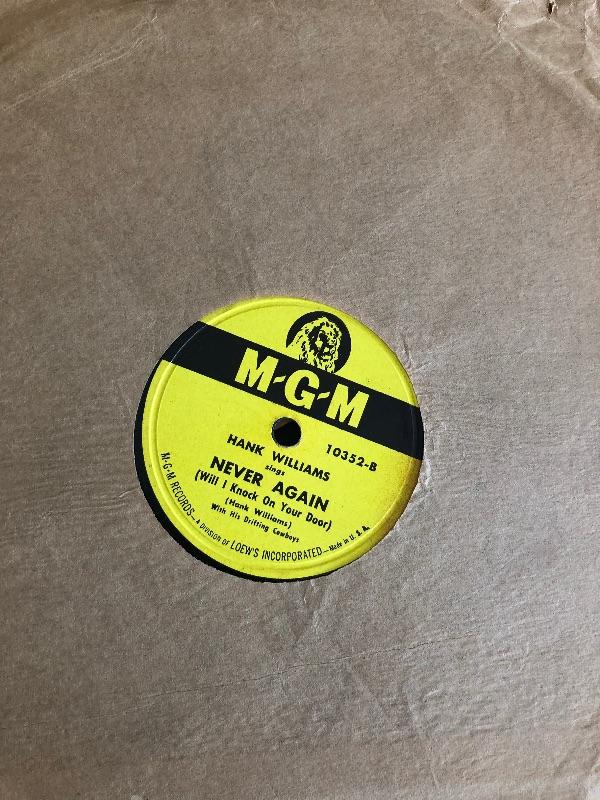 M-G-M
10352-B
HANK WILLIAMS
sings
NEVER AGAIN
(Will I Knock On Your Door)
(Hank Williams)
With His Drifting Cowboys
M-G-M RECORDS—A DIVISION OF LOEW'S INCORPORATED—Made in U. S. A.